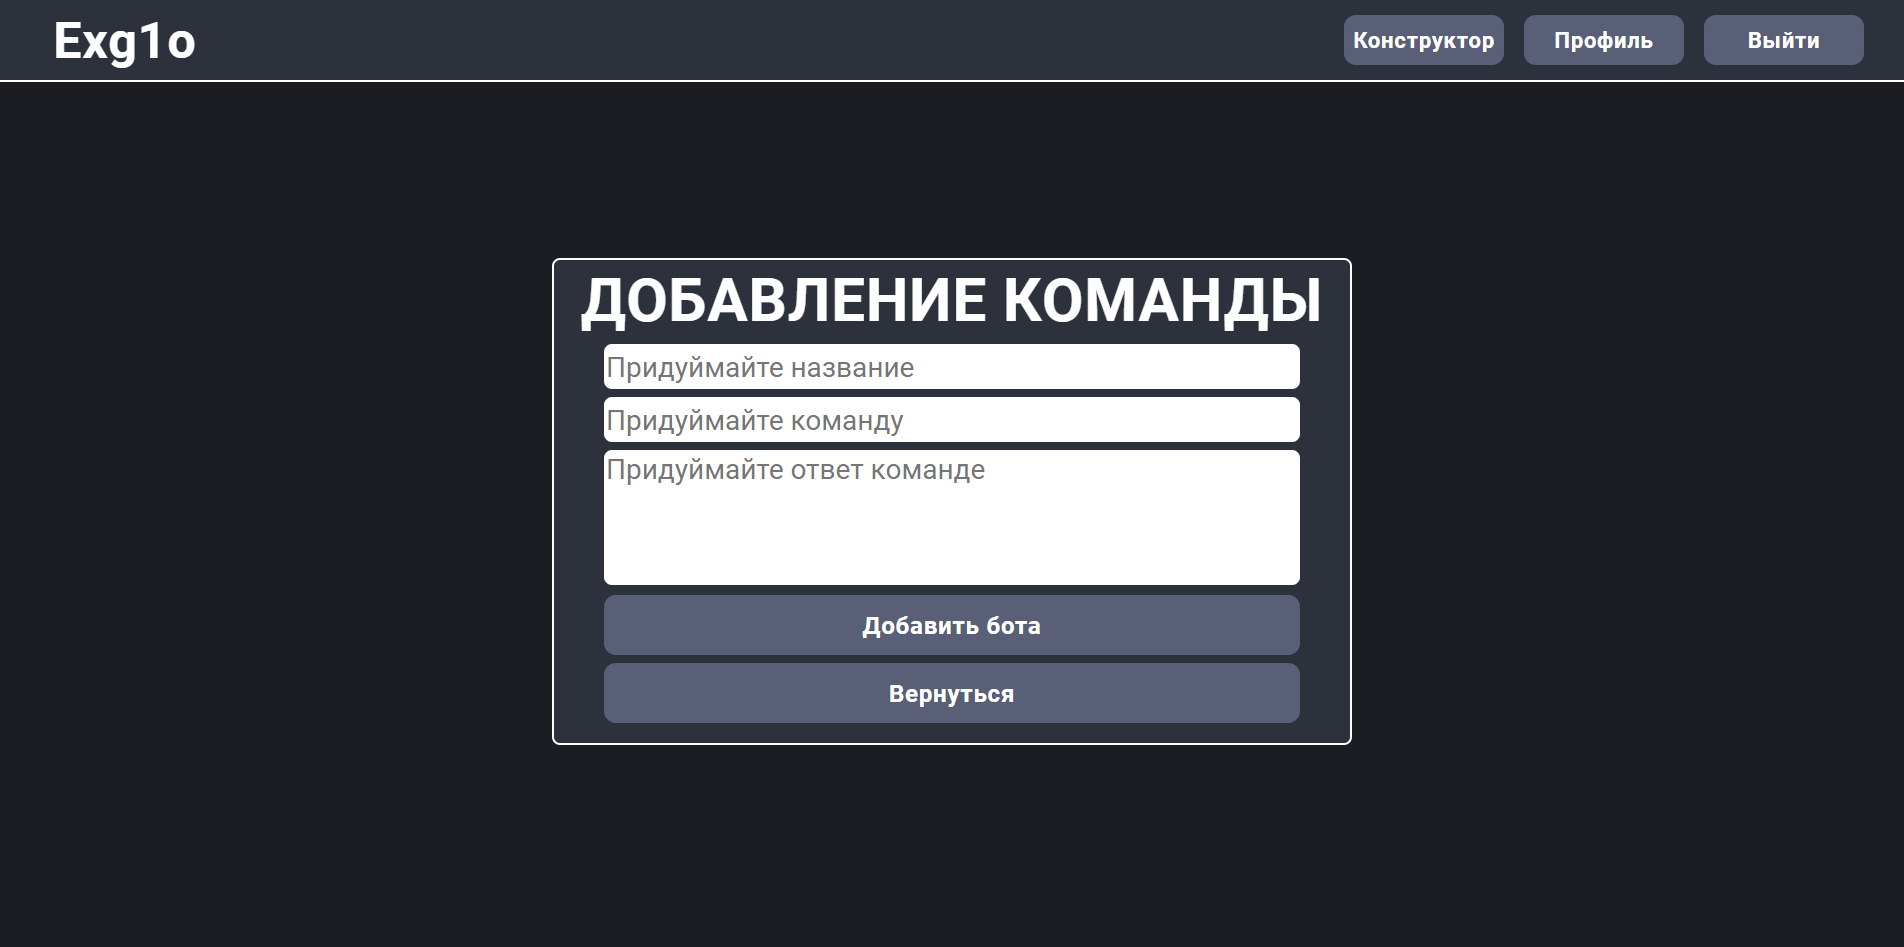 Exg1o
Конструктор
Профиль
Выйти
ДОБАВЛЕНИЕ КОМАНДЫ
Придуймайте название
Придуймайте команду
Придуймайте ответ команде
Добавить бота
Вернуться